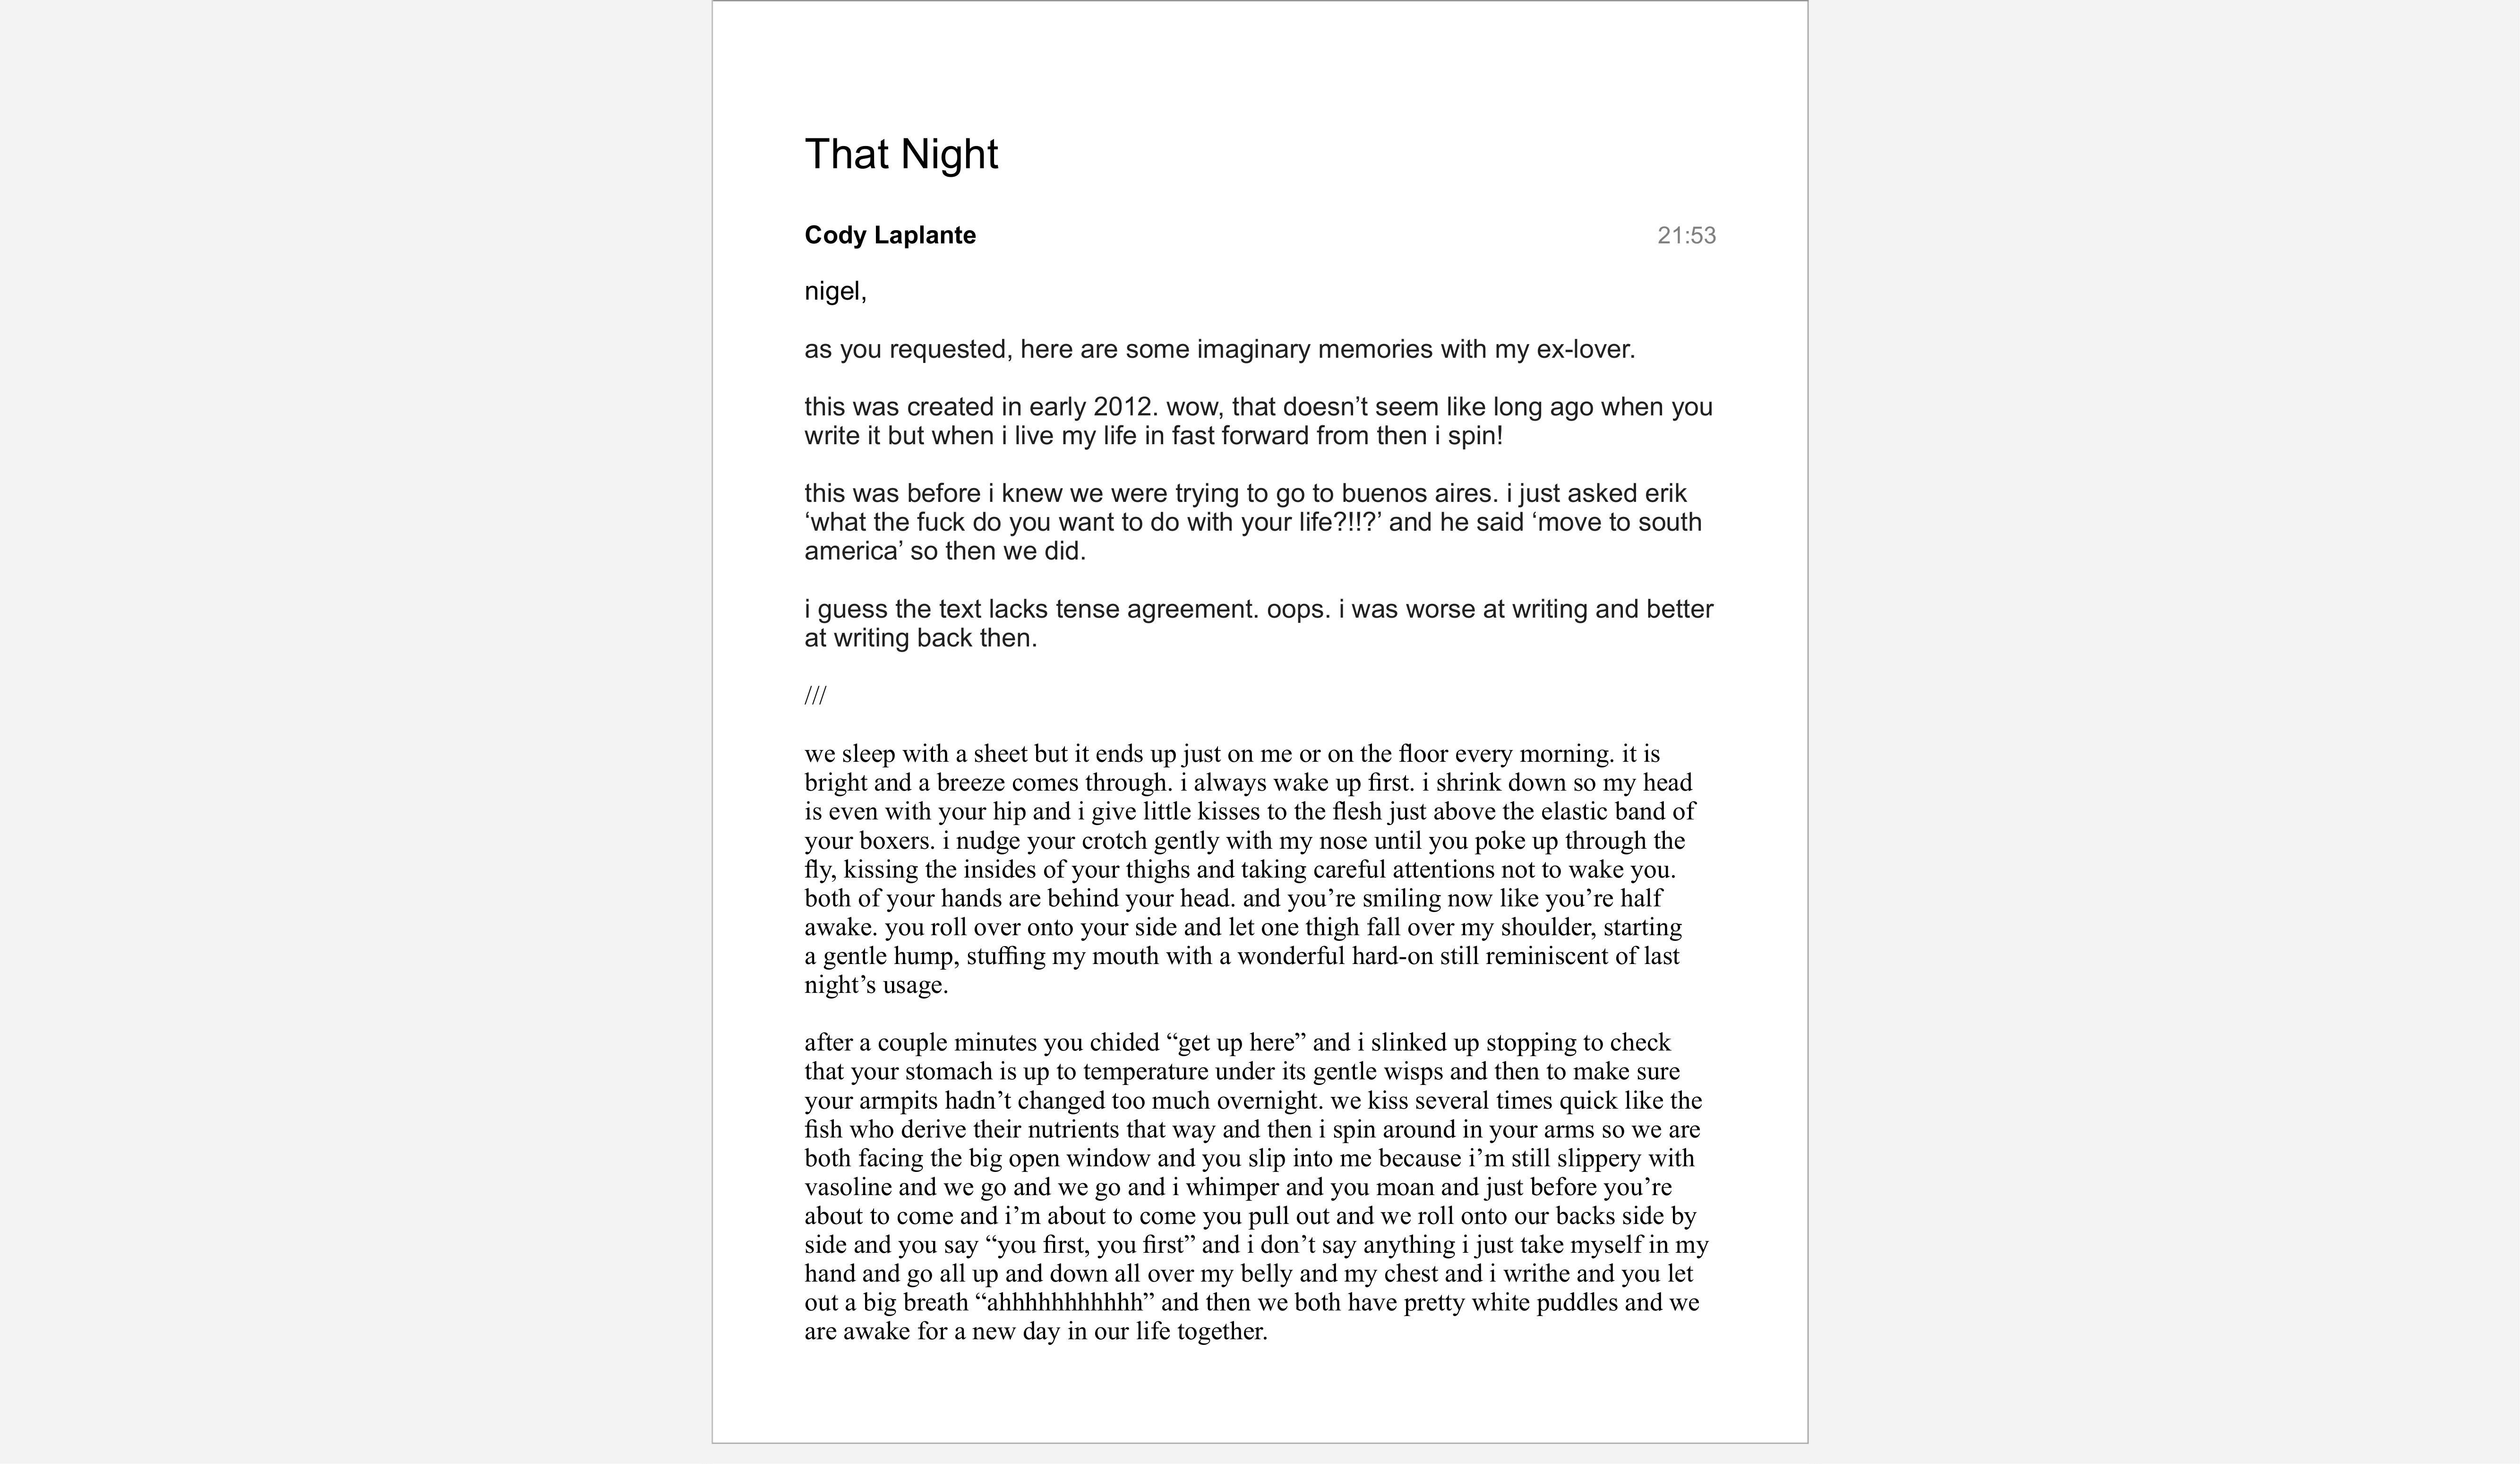 That Night
Cody Laplante 21:53
nigel,
as you requested, here are some imaginary memories with my ex-lover.
this was created in early 2012. wow, that doesn’t seem like long ago when you
write it but when i live my life in fast forward from then i spin!
this was before i knew we were trying to go to buenos aires. i just asked erik
‘what the fuck do you want to do with your life?!!?’ and he said ‘move to south
america’ so then we did.
i guess the text lacks tense agreement. oops. i was worse at writing and better
at writing back then.
///
we sleep with a sheet but it ends up just on me or on the floor every morning. it is
bright and a breeze comes through. i always wake up first. i shrink down so my head
is even with your hip and i give little kisses to the flesh just above the elastic band of
your boxers. i nudge your crotch gently with my nose until you poke up through the
fly, kissing the insides of your thighs and taking careful attentions not to wake you.
both of your hands are behind your head. and you’re smiling now like you’re half
awake. you roll over onto your side and let one thigh fall over my shoulder, starting
a gentle hump, stuffing my mouth with a wonderful hard-on still reminiscent of last
night’s usage.
after a couple minutes you chided “get up here” and i slinked up stopping to check
that your stomach is up to temperature under its gentle wisps and then to make sure
your armpits hadn’t changed too much overnight. we kiss several times quick like the
fish who derive their nutrients that way and then i spin around in your arms so we are
both facing the big open window and you slip into me because i’m still slippery with
vasoline and we go and we go and i whimper and you moan and just before you’re
about to come and i’m about to come you pull out and we roll onto our backs side by
side and you say “you first, you first” and i don’t say anything i just take myself in my
hand and go all up and down all over my belly and my chest and i writhe and you let
out a big breath “ahhhhhhhhhhh” and then we both have pretty white puddles and we
are awake for a new day in our life together.